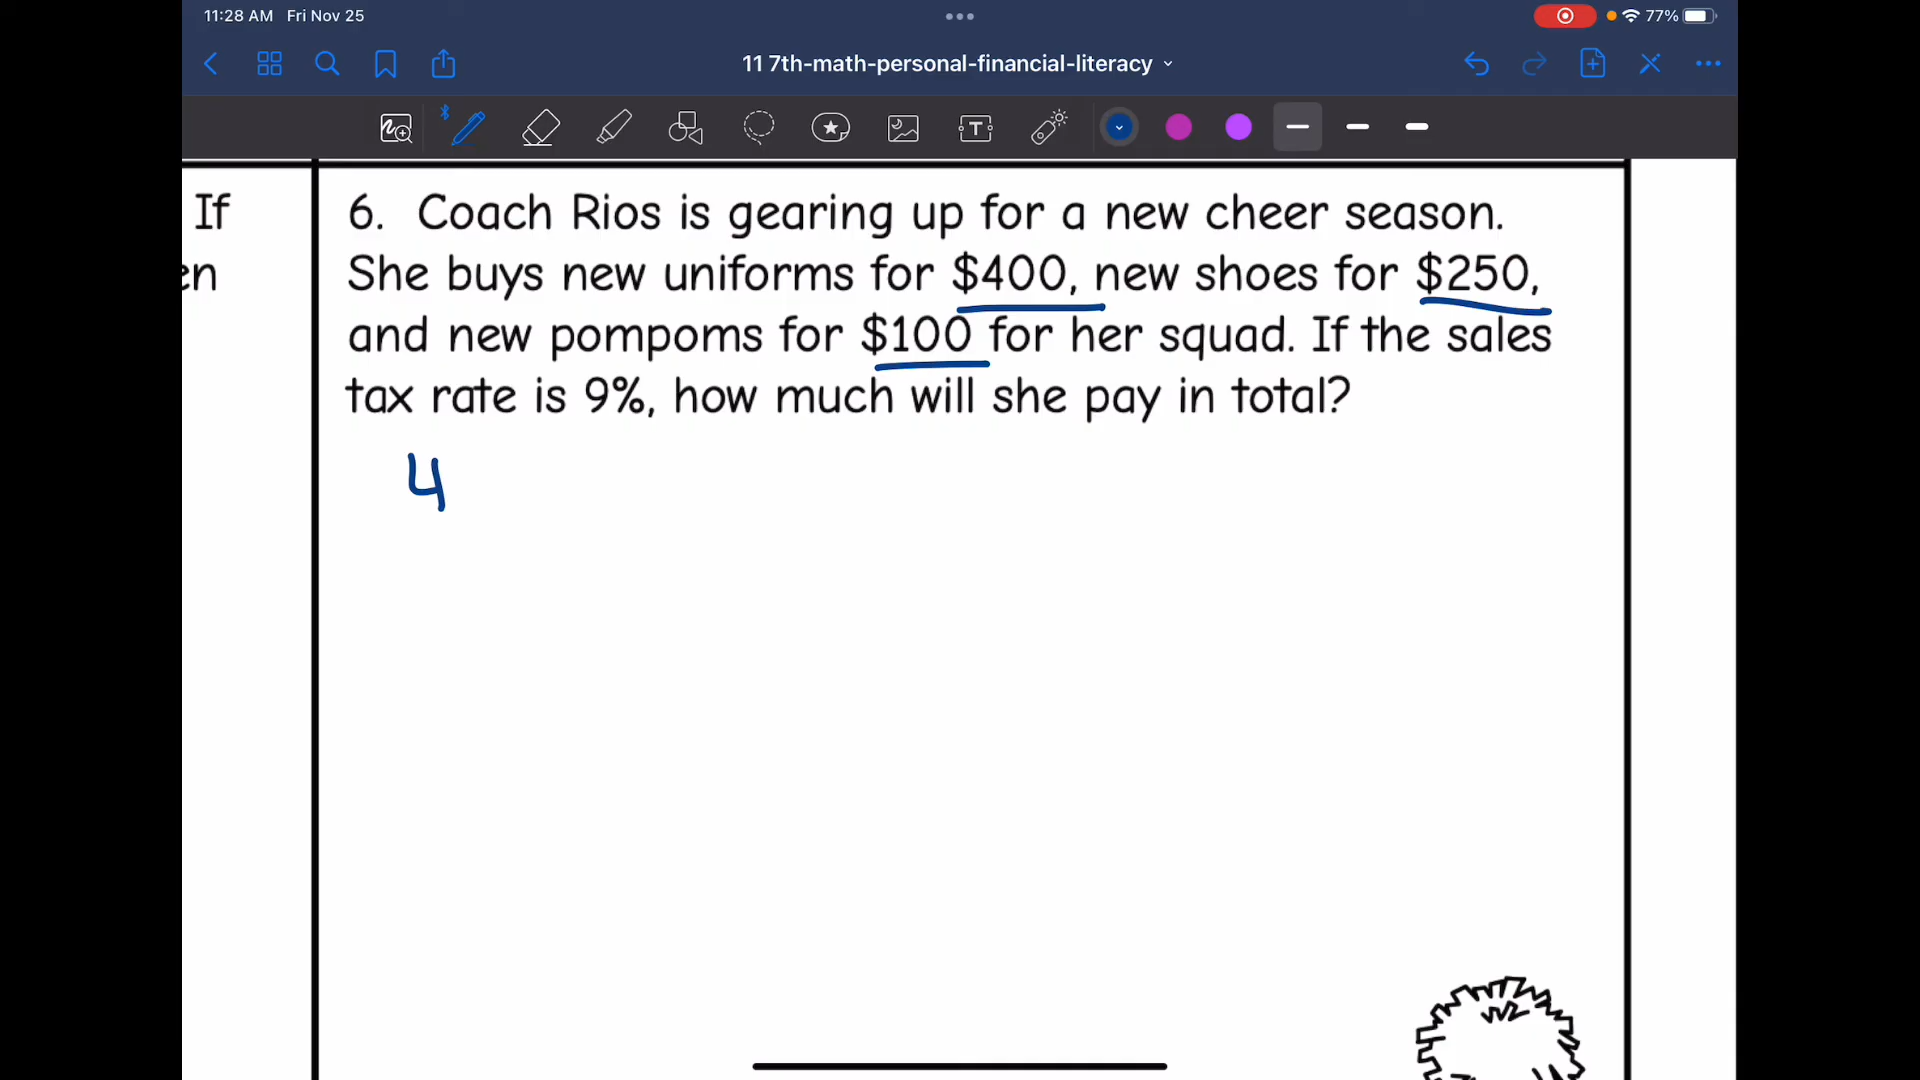 11:28 AM Fri Nov 25
77%
11 7th-math-personal-financial-literacy
T
If
en
6. Coach Rios is gearing up for a new cheer season.
She buys new uniforms for $400, new shoes for $250,
and new pompoms for $100 for her squad. If the sales
tax rate is 9%, how much will she pay in total?
4